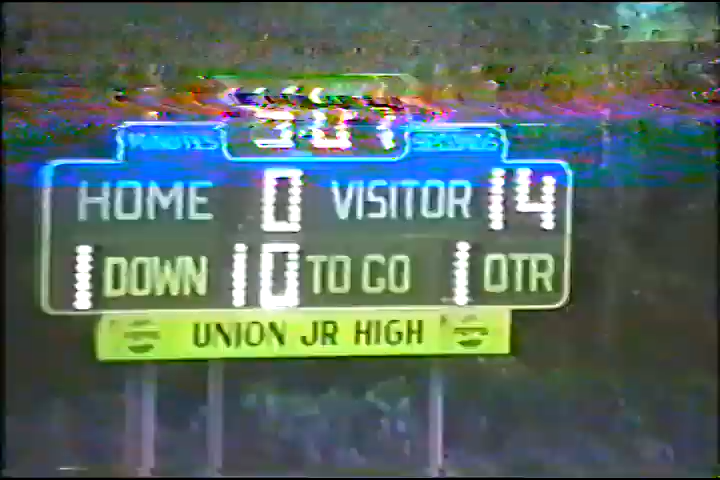 MINUTES SECONDS
HOME 0 VISITOR 14
1 DOWN 10 TO GO 1 QTR
UNION JR HIGH